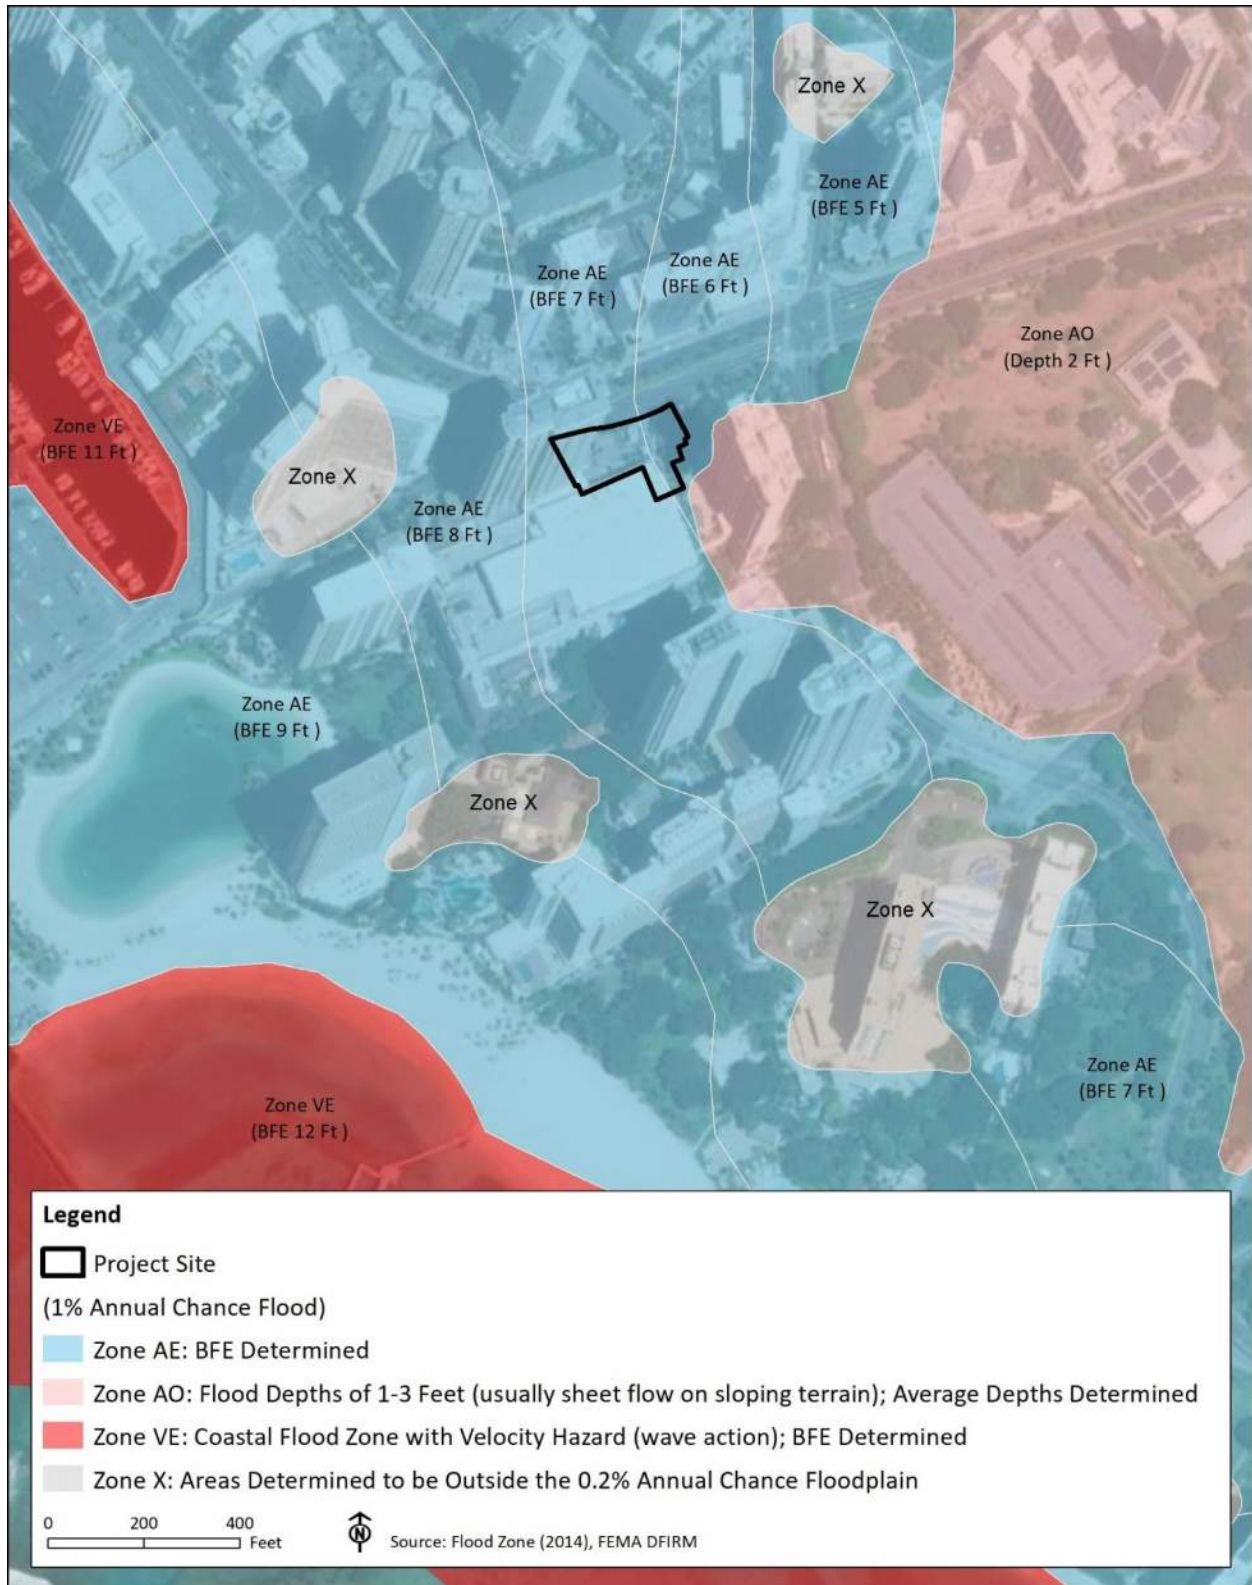 Zone X
Zone AE
(BFE 5 Ft )
Zone AE
(BFE 6 Ft )
Zone AE
(BFE 7 Ft )
Zone AO
(Depth 2 Ft )
Zone VE
(BFE 11 Ft )
Zone X
Zone AE
(BFE 8 Ft )
Zone AE
(BFE 9 Ft )
Zone X
Zone X
Zone AE
(BFE 7 Ft )
Zone VE
(BFE 12 Ft )
Legend
Project Site
(1% Annual Chance Flood)
Zone AE: BFE Determined
Zone AO: Flood Depths of 1-3 Feet (usually sheet flow on sloping terrain); Average Depths Determined
Zone VE: Coastal Flood Zone with Velocity Hazard (wave action); BFE Determined
Zone X: Areas Determined to be Outside the 0.2% Annual Chance Floodplain
0 200 400
Feet
N
Source: Flood Zone (2014), FEMA DFIRM